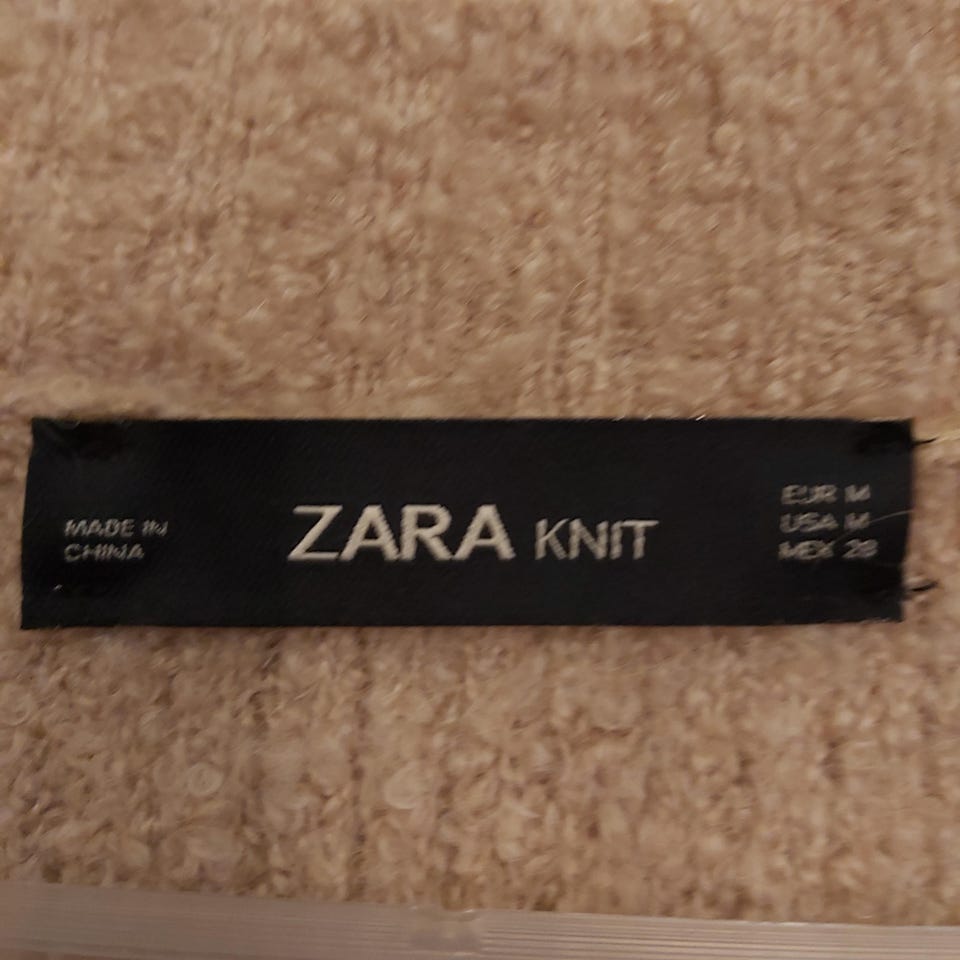 MADE IN
CHINA
ZARA KNIT
EUR M
USA M
MEX 28